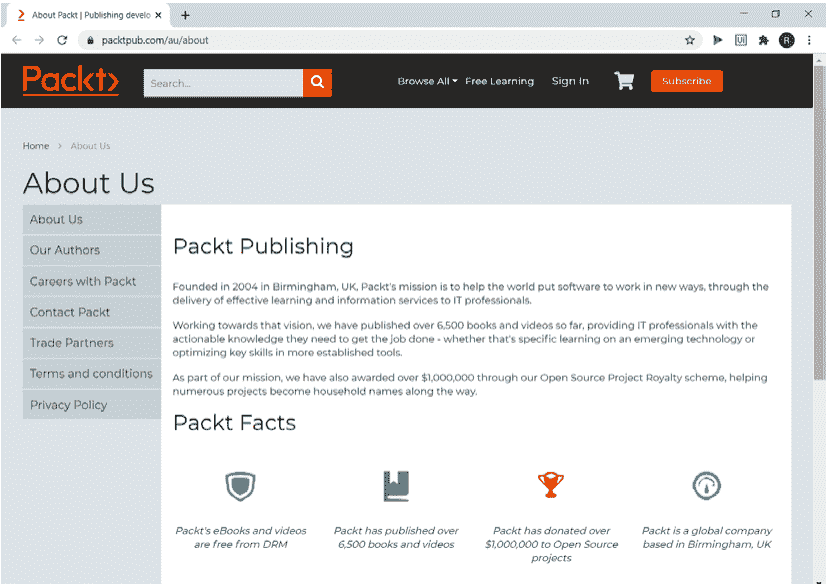 About Packt | Publishing develo
packtpub.com/au/about
R
Packt
Search...
Browse All
Free Learning
Sign In
Subscribe
Home > About Us
About Us
About Us
Our Authors
Careers with Packt
Contact Packt
Trade Partners
Terms and conditions
Privacy Policy
Packt Publishing
Founded in 2004 in Birmingham, UK, Packt's mission is to help the world put software to work in new ways, through the
delivery of effective learning and information services to IT professionals.
Working towards that vision, we have published over 6,500 books and videos so far, providing IT professionals with the
actionable knowledge they need to get the job done - whether that's specific learning on an emerging technology or
optimizing key skills in more established tools.
As part of our mission, we have also awarded over $1,000,000 through our Open Source Project Royalty scheme, helping
numerous projects become household names along the way.
Packt Facts
Packt's eBooks and videos
are free from DRM
Packt has published over
6,500 books and videos
Packt has donated over
$1,000,000 to Open Source
projects
Packt is a global company
based in Birmingham, UK